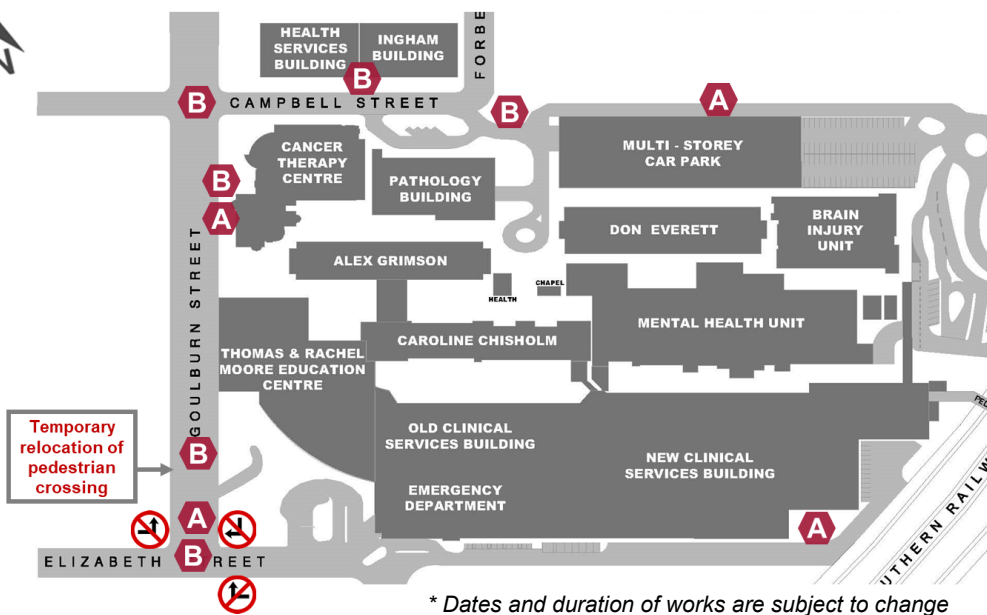 N
HEALTH
SERVICES
BUILDING
INGHAM
BUILDING
FORBE
B
B
CAMPBELL STREET
B
A
CANCER
THERAPY
CENTRE
PATHOLOGY
BUILDING
MULTI - STOREY
CAR PARK
B
A
DON EVERETT
BRAIN
INJURY
UNIT
ALEX GRIMSON
HEALTH
CHAPEL
GOULBURN STREET
THOMAS & RACHEL
MOORE EDUCATION
CENTRE
CAROLINE CHISHOLM
MENTAL HEALTH UNIT
PED
Temporary
relocation of
pedestrian
crossing
B
OLD CLINICAL
SERVICES BUILDING
EMERGENCY
DEPARTMENT
NEW CLINICAL
SERVICES BUILDING
A
A
UTHERN RAILW
ELIZABETH
B
REET
* Dates and duration of works are subject to change